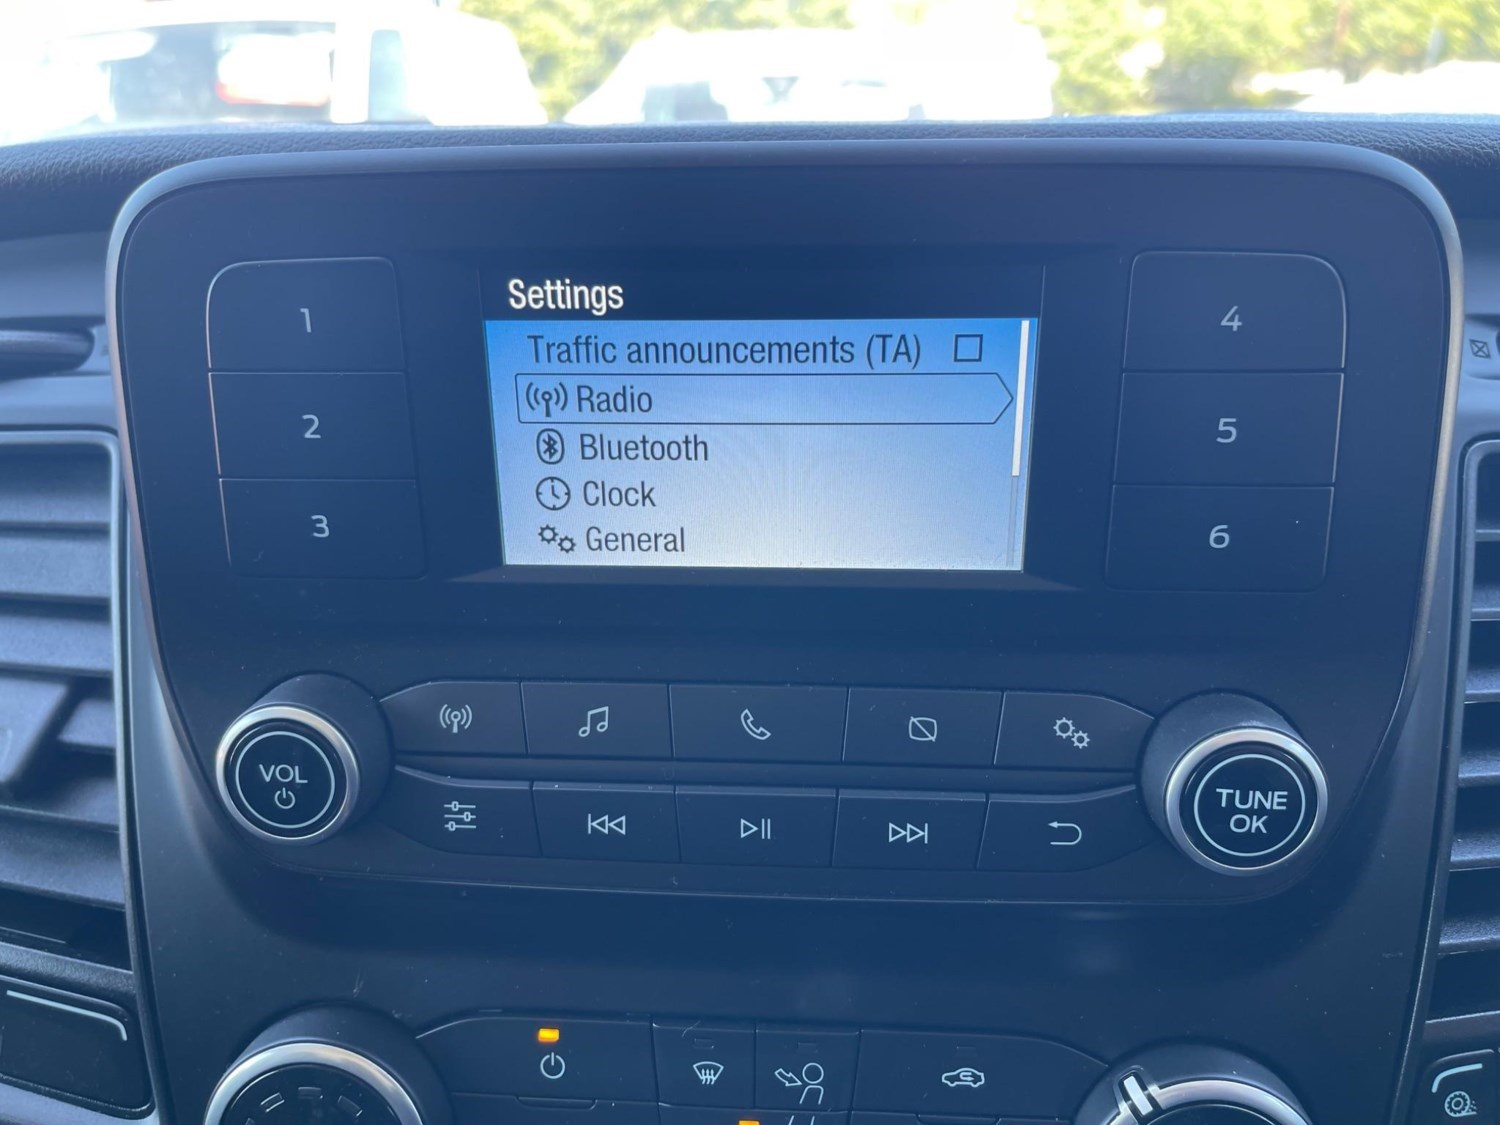 Settings
Traffic announcements (TA)
Radio
Bluetooth
Clock
General
1
2
3
4
5
6
VOL
TUNE
OK